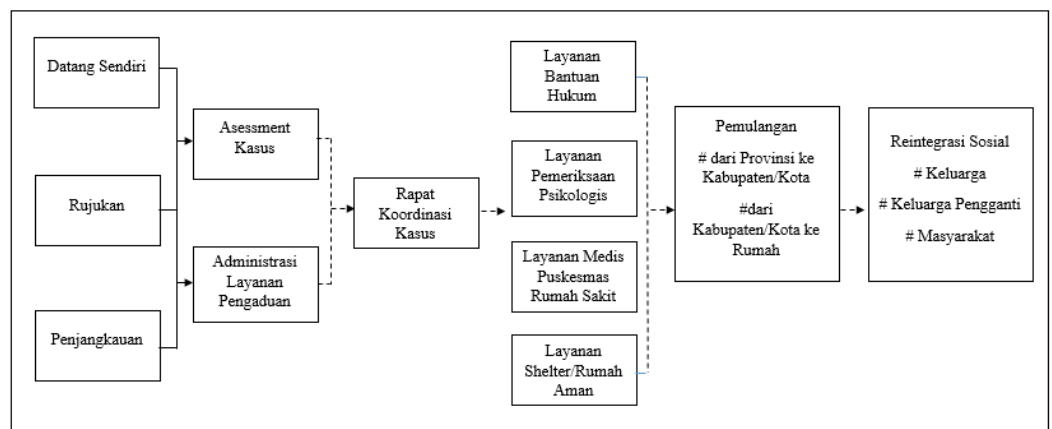 Datang Sendiri
Rujukan
Penjangkauan
Asessment
Kasus
Administrasi
Layanan
Pengaduan
Rapat
Koordinasi
Kasus
Layanan
Bantuan
Hukum
Layanan
Pemeriksaan
Psikologis
Layanan Medis
Puskesmas
Rumah Sakit
Layanan
Shelter/Rumah
Aman
Pemulangan
# dari Provinsi ke
Kabupaten/Kota
#dari
Kabupaten/Kota ke
Rumah
Reintegrasi Sosial
# Keluarga
# Keluarga Pengganti
# Masyarakat